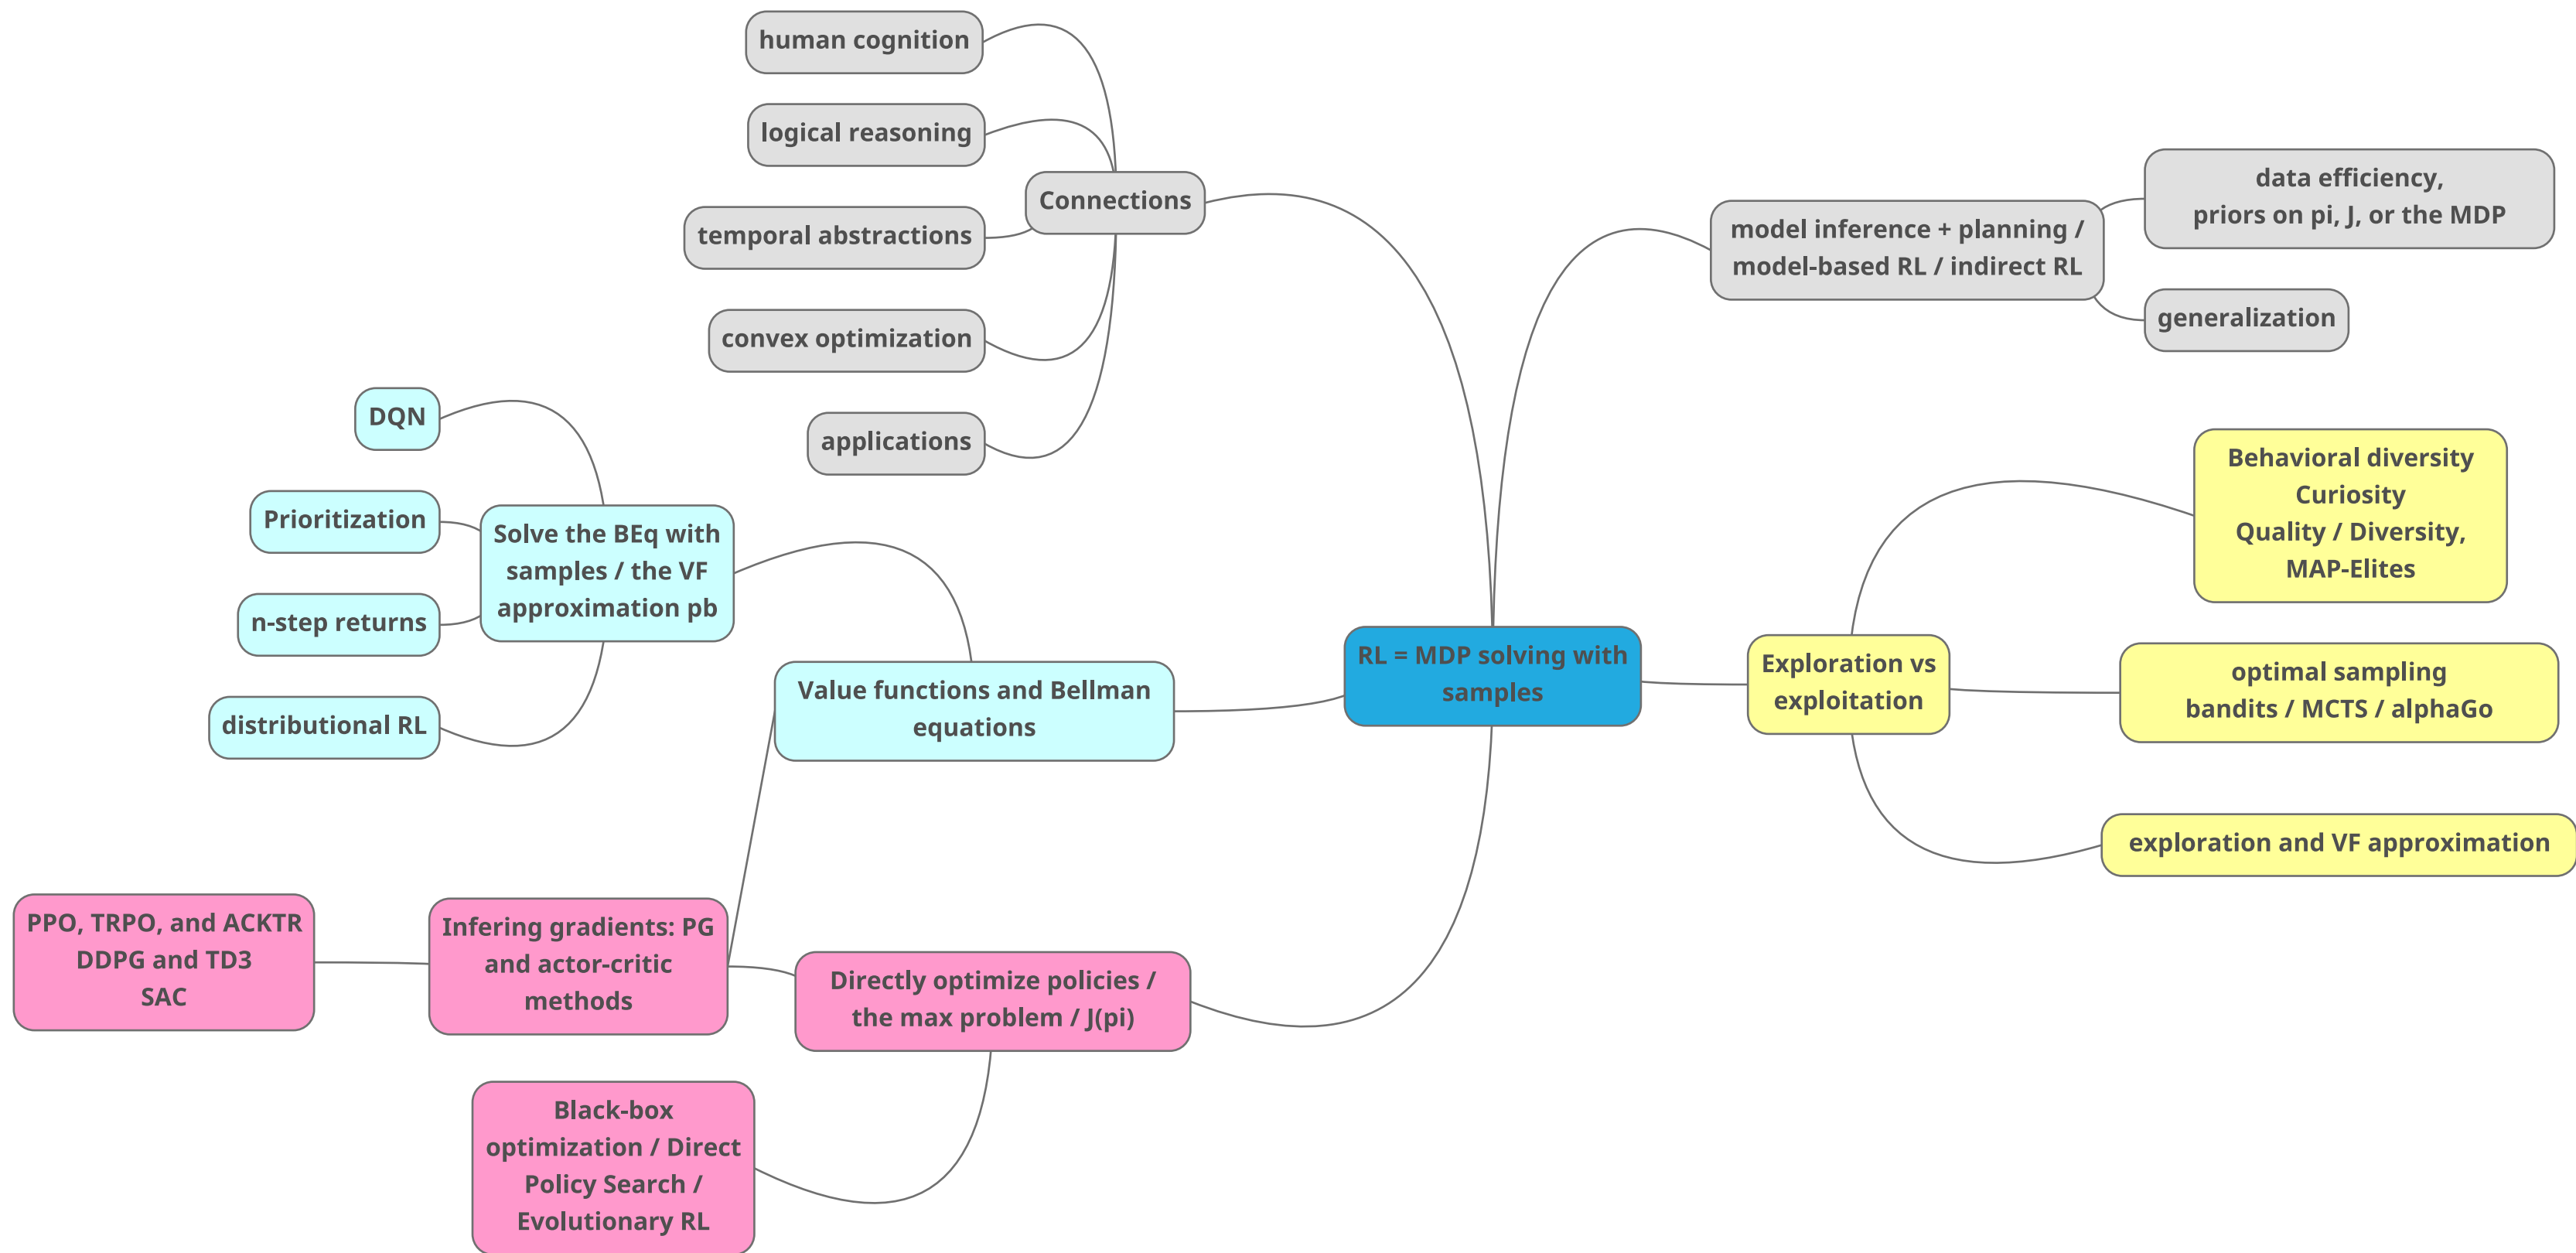 human cognition
logical reasoning
temporal abstractions
convex optimization
applications
Connections
model inference + planning /
model-based RL / indirect RL
data efficiency,
priors on pi, J, or the MDP
generalization
DQN
Prioritization
n-step returns
distributional RL
Solve the BEq with
samples / the VF
approximation pb
Value functions and Bellman
equations
RL = MDP solving with
samples
Exploration vs
exploitation
Behavioral diversity
Curiosity
Quality / Diversity,
MAP-Elites
optimal sampling
bandits / MCTS / alphaGo
exploration and VF approximation
PPO, TRPO, and ACKTR
DDPG and TD3
SAC
Infering gradients: PG
and actor-critic
methods
Directly optimize policies /
the max problem / J(pi)
Black-box
optimization / Direct
Policy Search /
Evolutionary RL